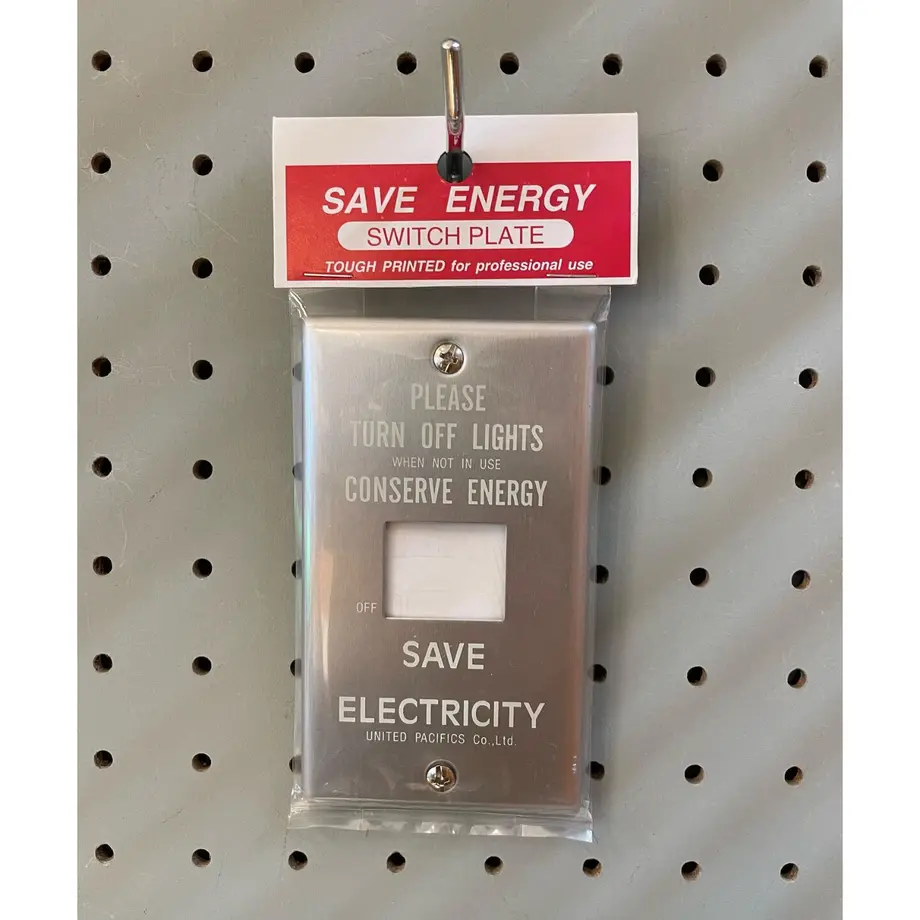 SAVE ENERGY
SWITCH PLATE
TOUGH PRINTED for professional use
PLEASE
TURN OFF LIGHTS
WHEN NOT IN USE
CONSERVE ENERGY
OFF
SAVE
ELECTRICITY
UNITED PACIFICS Co.,Ltd.